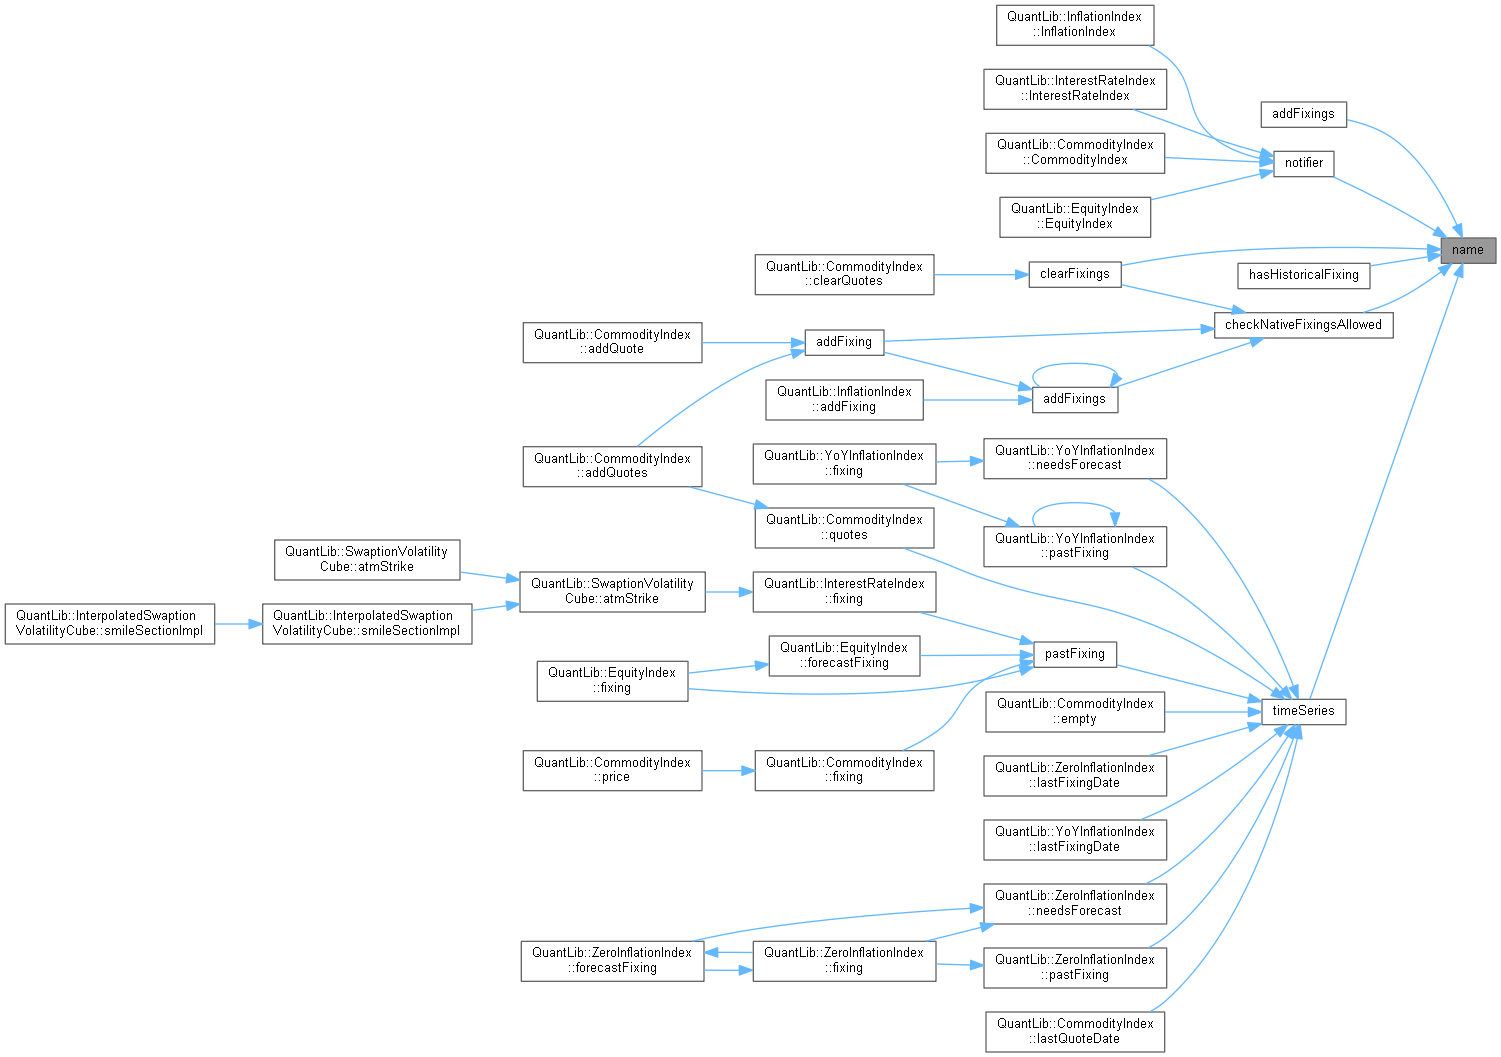 QuantLib::InflationIndex
::InflationIndex
QuantLib::InterestRateIndex
::InterestRateIndex
addFixings
QuantLib::CommodityIndex
::CommodityIndex
notifier
QuantLib::EquityIndex
::EquityIndex
name
QuantLib::CommodityIndex
::clearQuotes
clearFixings
hasHistoricalFixing
checkNativeFixingsAllowed
QuantLib::CommodityIndex
::addQuote
addFixing
QuantLib::InflationIndex
::addFixing
addFixings
QuantLib::CommodityIndex
::addQuotes
QuantLib::YoYInflationIndex
::fixing
QuantLib::YoYInflationIndex
::needsForecast
QuantLib::CommodityIndex
::quotes
QuantLib::YoYInflationIndex
::pastFixing
QuantLib::SwaptionVolatility
Cube::atmStrike
QuantLib::SwaptionVolatility
Cube::atmStrike
QuantLib::InterestRateIndex
::fixing
QuantLib::InterpolatedSwaption
VolatilityCube::smileSectionImpl
QuantLib::InterpolatedSwaption
VolatilityCube::smileSectionImpl
QuantLib::EquityIndex
::forecastFixing
pastFixing
QuantLib::EquityIndex
::fixing
QuantLib::CommodityIndex
::empty
timeSeries
QuantLib::CommodityIndex
::price
QuantLib::CommodityIndex
::fixing
QuantLib::ZeroInflationIndex
::lastFixingDate
QuantLib::YoYInflationIndex
::lastFixingDate
QuantLib::ZeroInflationIndex
::needsForecast
QuantLib::ZeroInflationIndex
::forecastFixing
QuantLib::ZeroInflationIndex
::fixing
QuantLib::ZeroInflationIndex
::pastFixing
QuantLib::CommodityIndex
::lastQuoteDate